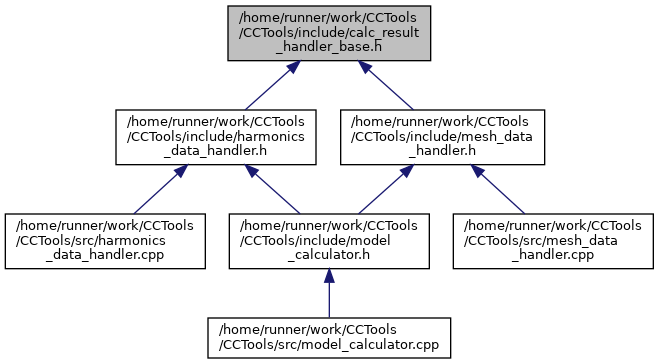 /home/runner/work/CCTools
/CCTools/include/calc_result
_handler_base.h
/home/runner/work/CCTools
/CCTools/include/harmonics
_data_handler.h
/home/runner/work/CCTools
/CCTools/include/mesh_data
_handler.h
/home/runner/work/CCTools
/CCTools/src/harmonics
_data_handler.cpp
/home/runner/work/CCTools
/CCTools/include/model
_calculator.h
/home/runner/work/CCTools
/CCTools/src/mesh_data
_handler.cpp
/home/runner/work/CCTools
/CCTools/src/model_calculator.cpp